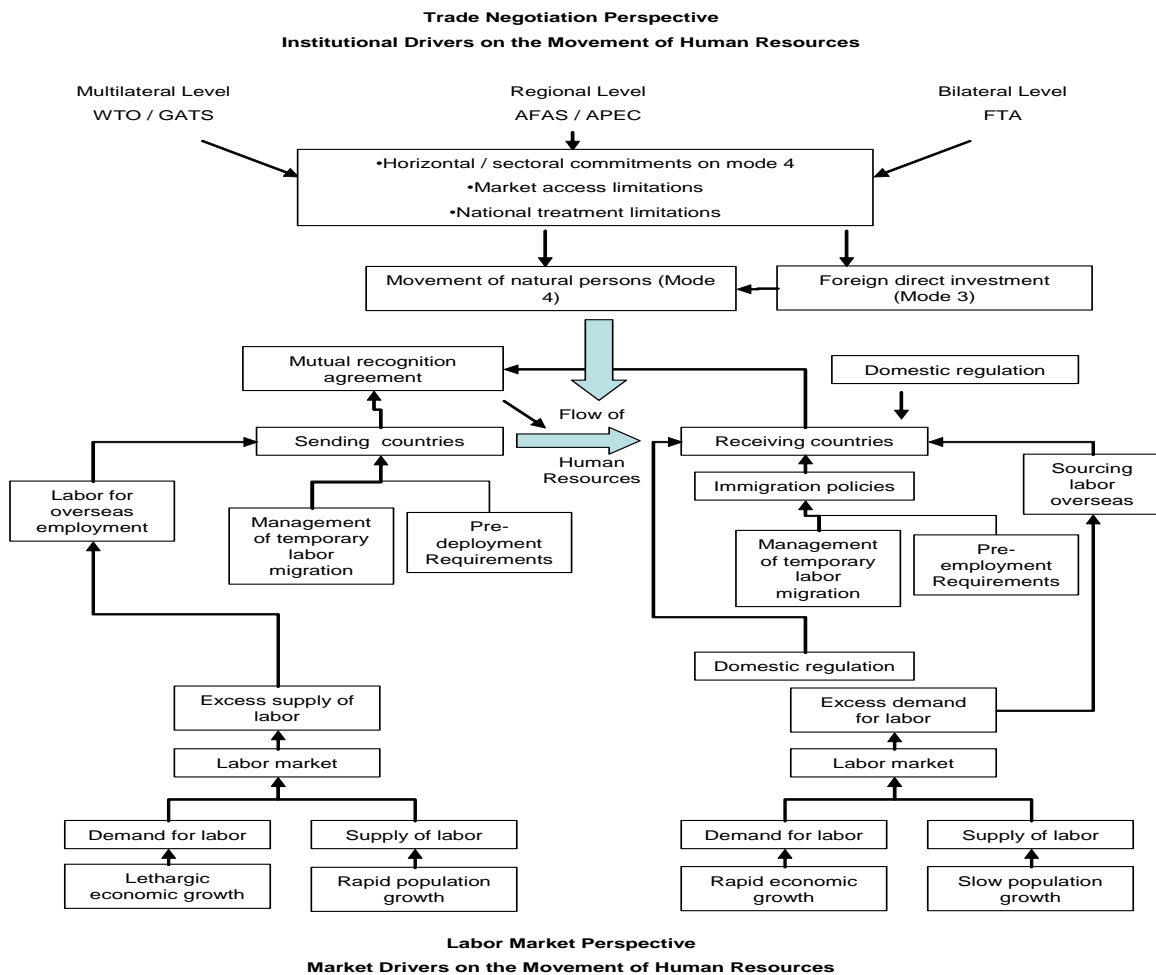 Trade Negotiation Perspective
Institutional Drivers on the Movement of Human Resources
Multilateral Level
WTO / GATS
Regional Level
AFAS / APEC
Bilateral Level
FTA
•Horizontal / sectoral commitments on mode 4
•Market access limitations
•National treatment limitations
Movement of natural persons (Mode
4)
Foreign direct investment
(Mode 3)
Mutual recognition
agreement
Domestic regulation
Flow of
Human
Resources
Sending countries
Receiving countries
Labor for
overseas
employment
Management
of temporary
labor
migration
Pre-
deployment
Requirements
Immigration policies
Sourcing
labor
overseas
Management
of temporary
labor
migration
Pre-
employment
Requirements
Domestic regulation
Excess supply of
labor
Excess demand
for labor
Labor market
Labor market
Demand for labor
Supply of labor
Demand for labor
Supply of labor
Lethargic
economic growth
Rapid population
growth
Rapid economic
growth
Slow population
growth
Labor Market Perspective
Market Drivers on the Movement of Human Resources